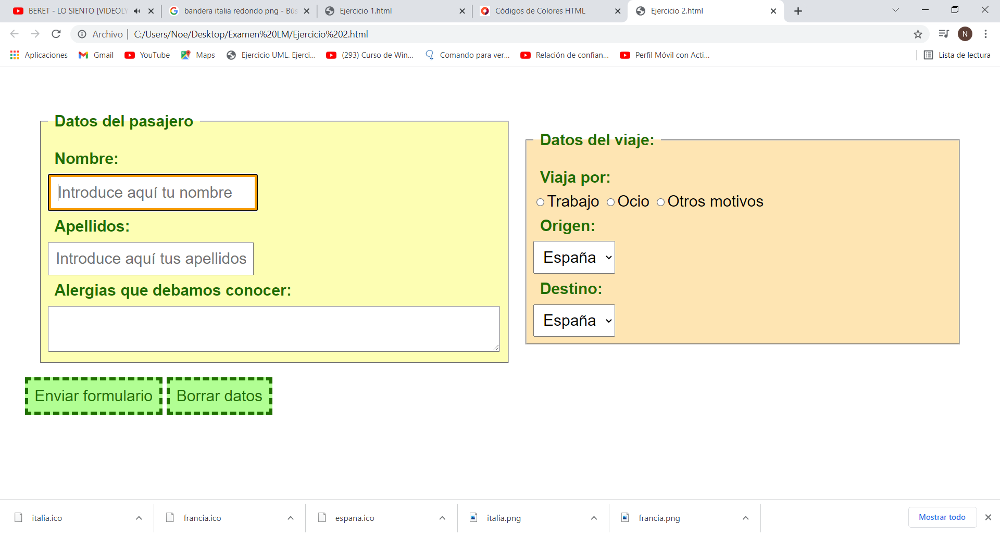 BERET - LO SIENTO [VIDEOLY
bandera italia redondo png - Bús
Ejercicio 1.html
Códigos de Colores HTML
Ejercicio 2.html
Archivo
C:/Users/Noe/Desktop/Examen%20LM/Ejercicio%202.html
N
Aplicaciones
Gmail
YouTube
Maps
Ejercicio UML. Ejerci...
(293) Curso de Win...
Comando para ver...
Relación de confian...
Perfil Móvil con Acti...
Lista de lectura
Datos del pasajero
Nombre:
Introduce aquí tu nombre
Apellidos:
Introduce aquí tus apellidos
Alergias que debamos conocer:
Datos del viaje:
Viaja por:
Trabajo Ocio Otros motivos
Origen:
España
Destino:
España
Enviar formulario
Borrar datos
italia.ico
francia.ico
espana.ico
italia.png
francia.png
Mostrar todo